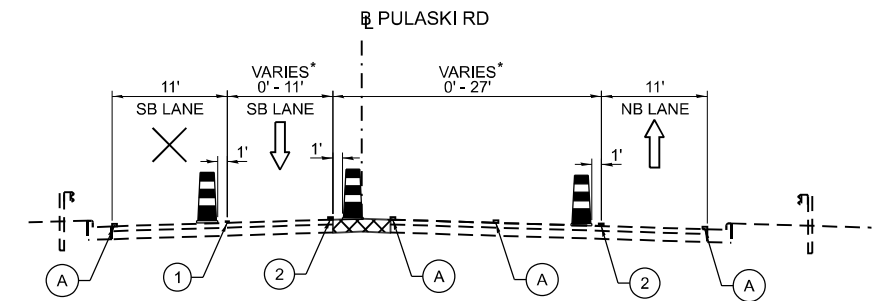 ℄ PULASKI RD
11'
VARIES*
0' - 11'
VARIES*
0' - 27'
11'
SB LANE
SB LANE
NB LANE
1'
1'
1'
A
1
2
A
A
2
A